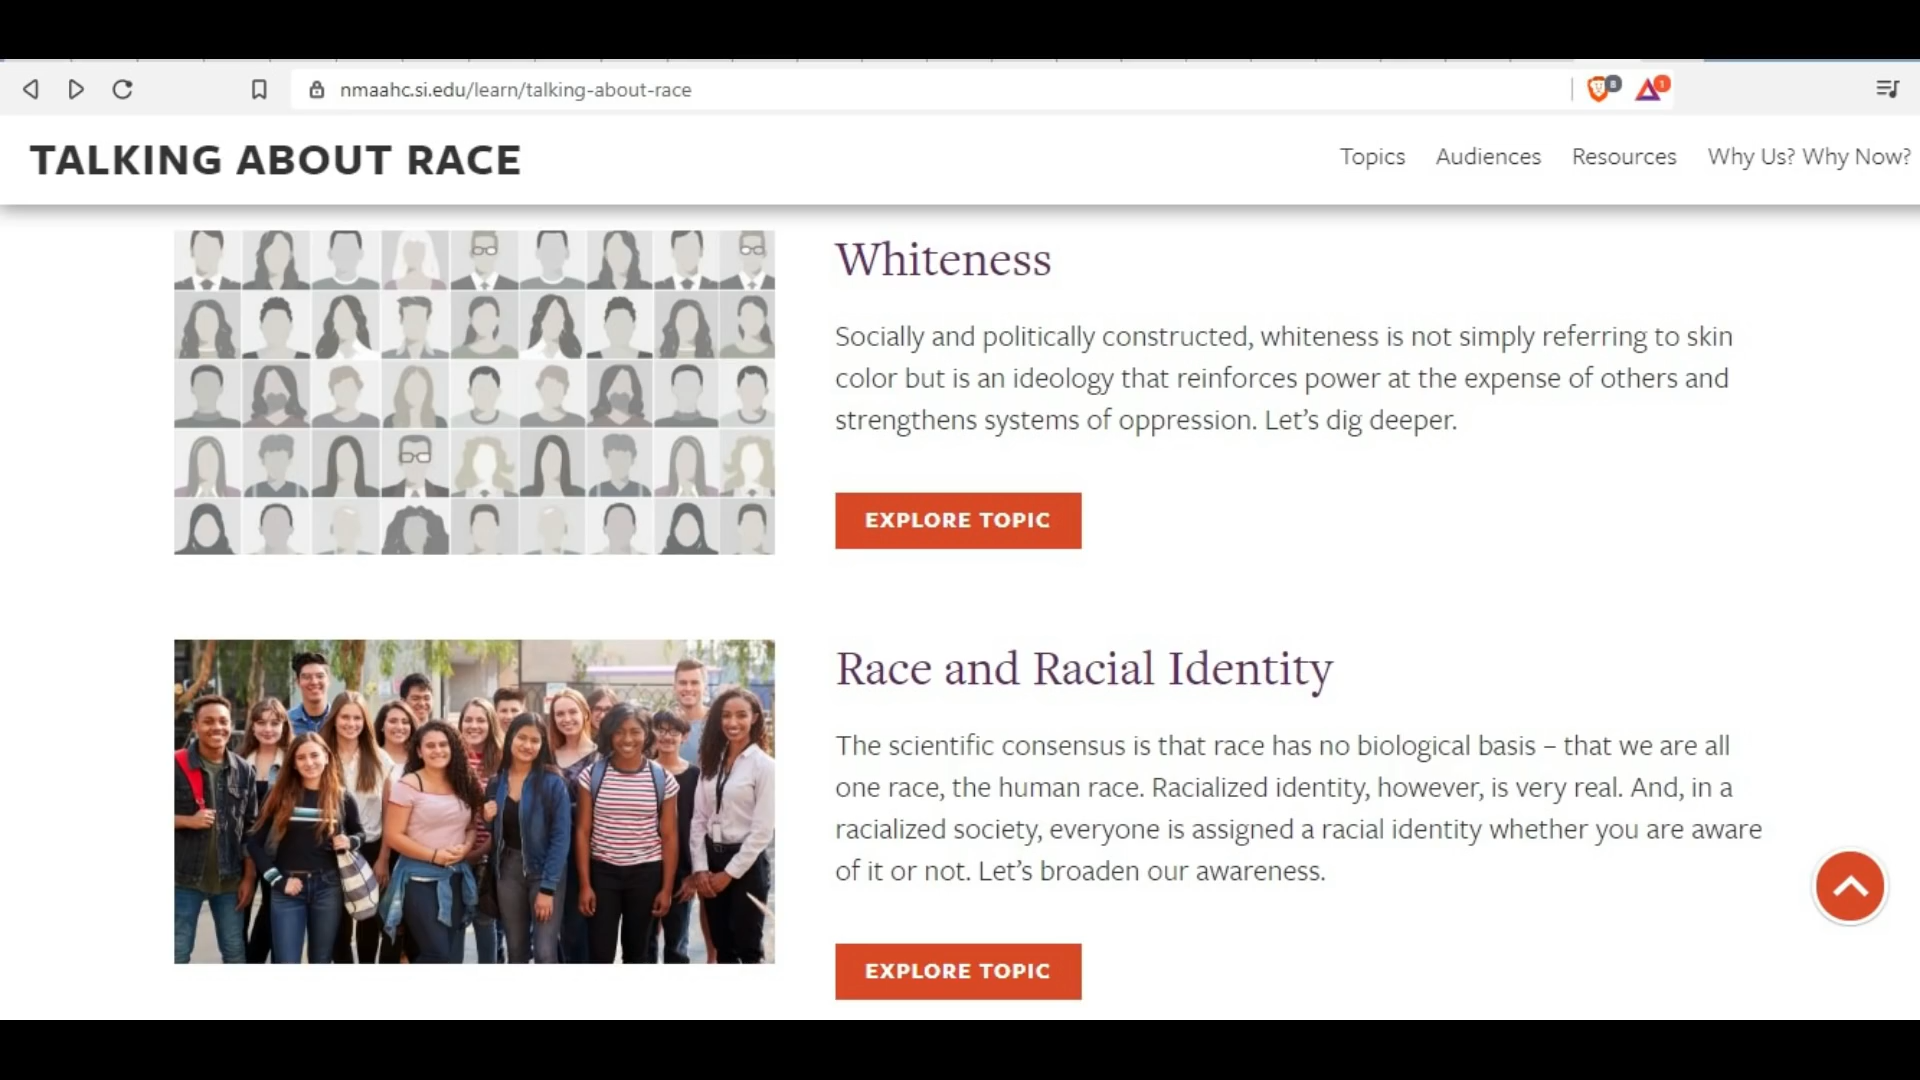 nmaahc.si.edu/learn/talking-about-race
8
1
TALKING ABOUT RACE
Topics
Audiences
Resources
Why Us? Why Now?
Whiteness
Socially and politically constructed, whiteness is not simply referring to skin
color but is an ideology that reinforces power at the expense of others and
strengthens systems of oppression. Let’s dig deeper.
EXPLORE TOPIC
Race and Racial Identity
The scientific consensus is that race has no biological basis – that we are all
one race, the human race. Racialized identity, however, is very real. And, in a
racialized society, everyone is assigned a racial identity whether you are aware
of it or not. Let’s broaden our awareness.
EXPLORE TOPIC